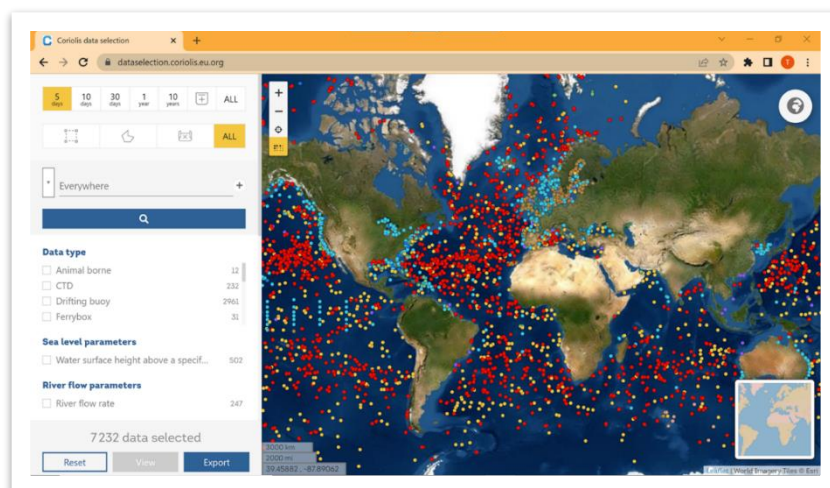 Coriolis data selection
dataselection.coriolis.eu.org
5 10 30 1 10 ALL
days days days year years
ALL
Everywhere
Data type
Animal borne 12
CTD 232
Drifting buoy 2961
Ferrybox 31
Sea level parameters
Water surface height above a specif... 502
River flow parameters
River flow rate 247
7232 data selected
Reset View Export
3000 km
2000 mi
39.45882 , -87.89062
Leaflet | World Imagery Tiles © Esri